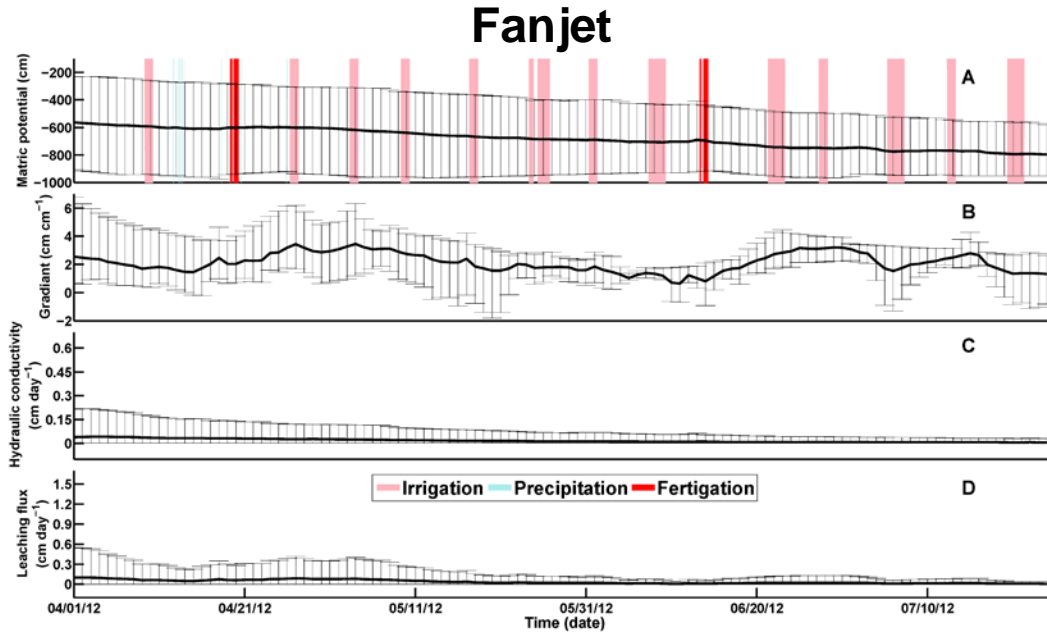 Fanjet
A
Matric potential (cm)
−200
−400
−600
−800
−1000
B
Gradiant (cm cm⁻¹)
6
4
2
0
−2
C
Hydraulic conductivity
(cm day⁻¹)
0.6
0.45
0.3
0.15
0
D
Leaching flux
(cm day⁻¹)
1.5
1.2
0.9
0.6
0.3
0
Irrigation Precipitation Fertigation
04/01/12 04/21/12 05/11/12 05/31/12 06/20/12 07/10/12
Time (date)